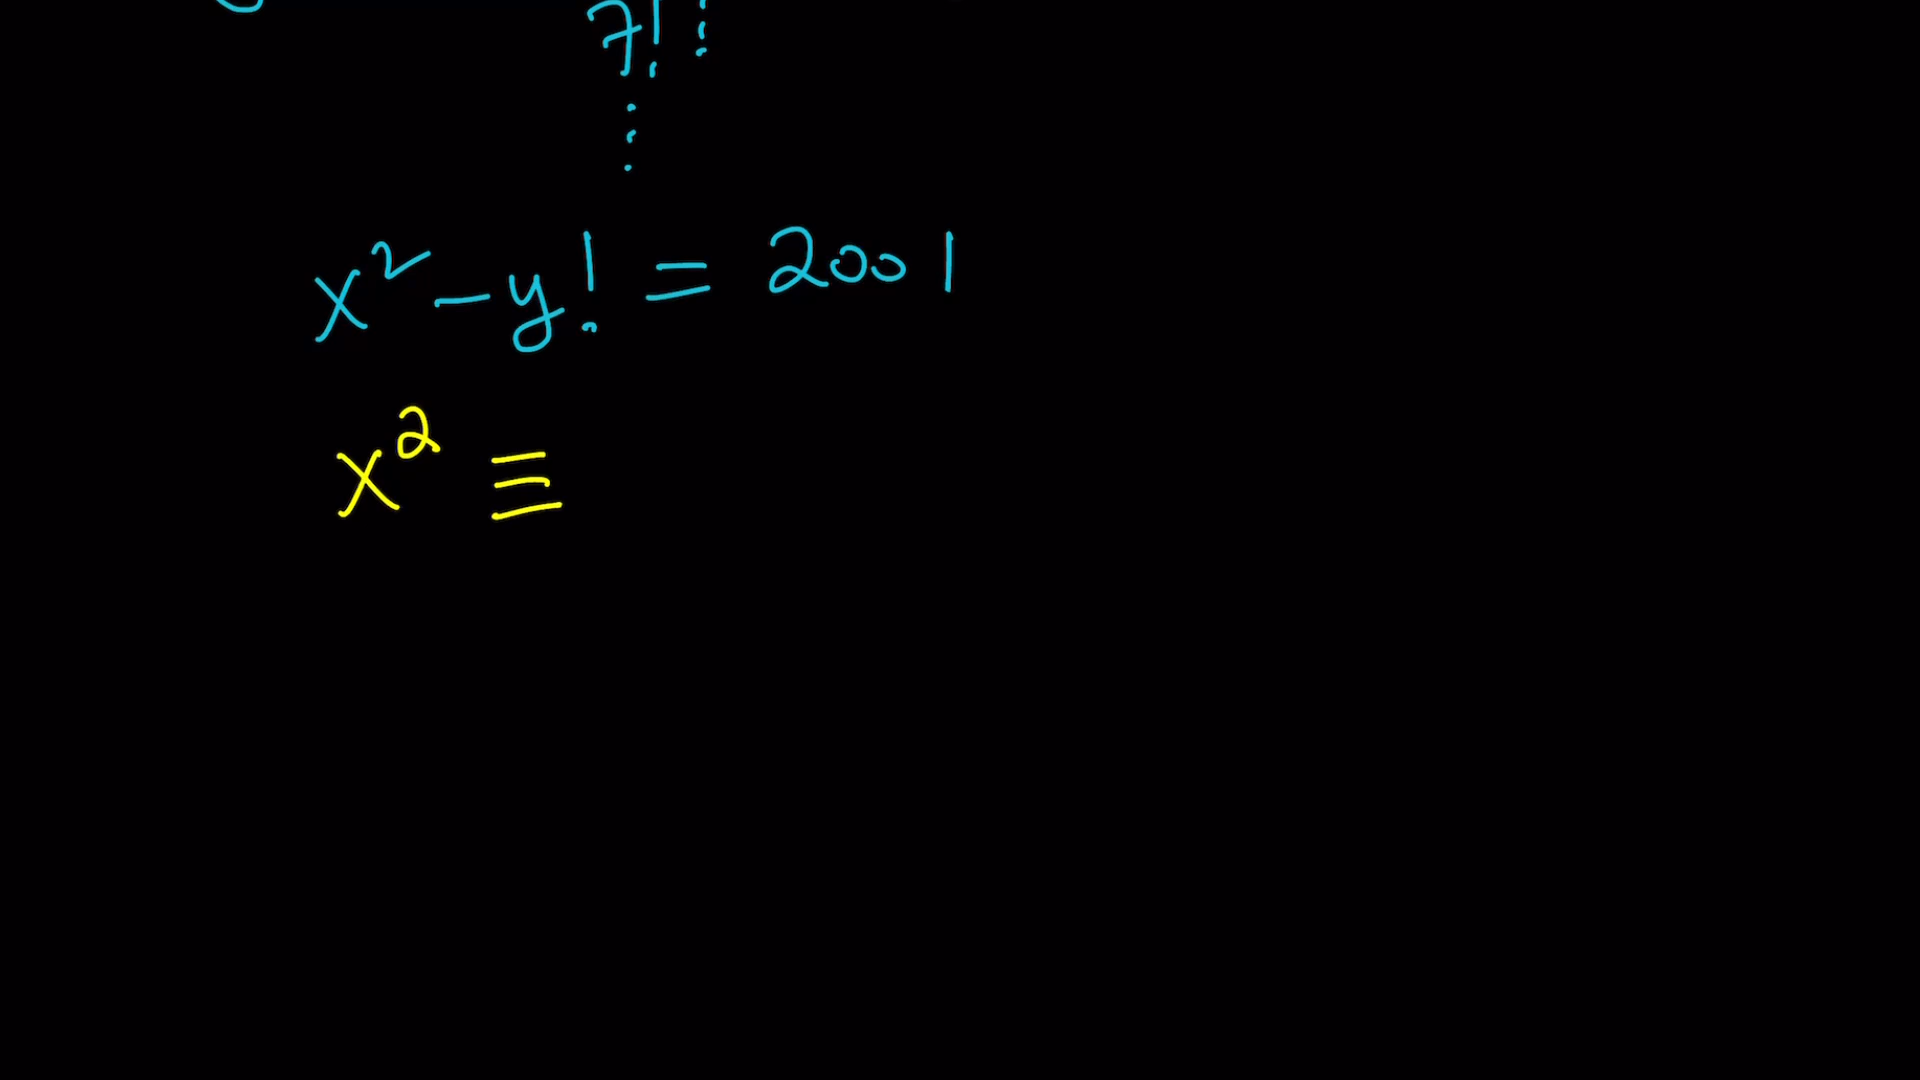 7! :
⋮
x² - y! = 2001
x² ≡